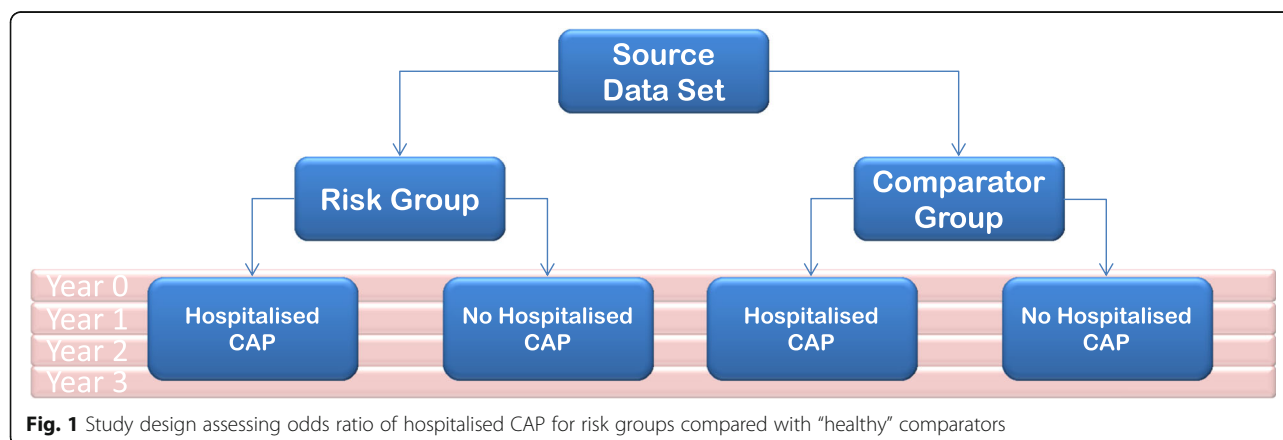 Source
Data Set
Risk Group
Comparator
Group
Year 0
Year 1
Year 2
Year 3
Hospitalised
CAP
No Hospitalised
CAP
Hospitalised
CAP
No Hospitalised
CAP
Fig. 1 Study design assessing odds ratio of hospitalised CAP for risk groups compared with “healthy” comparators